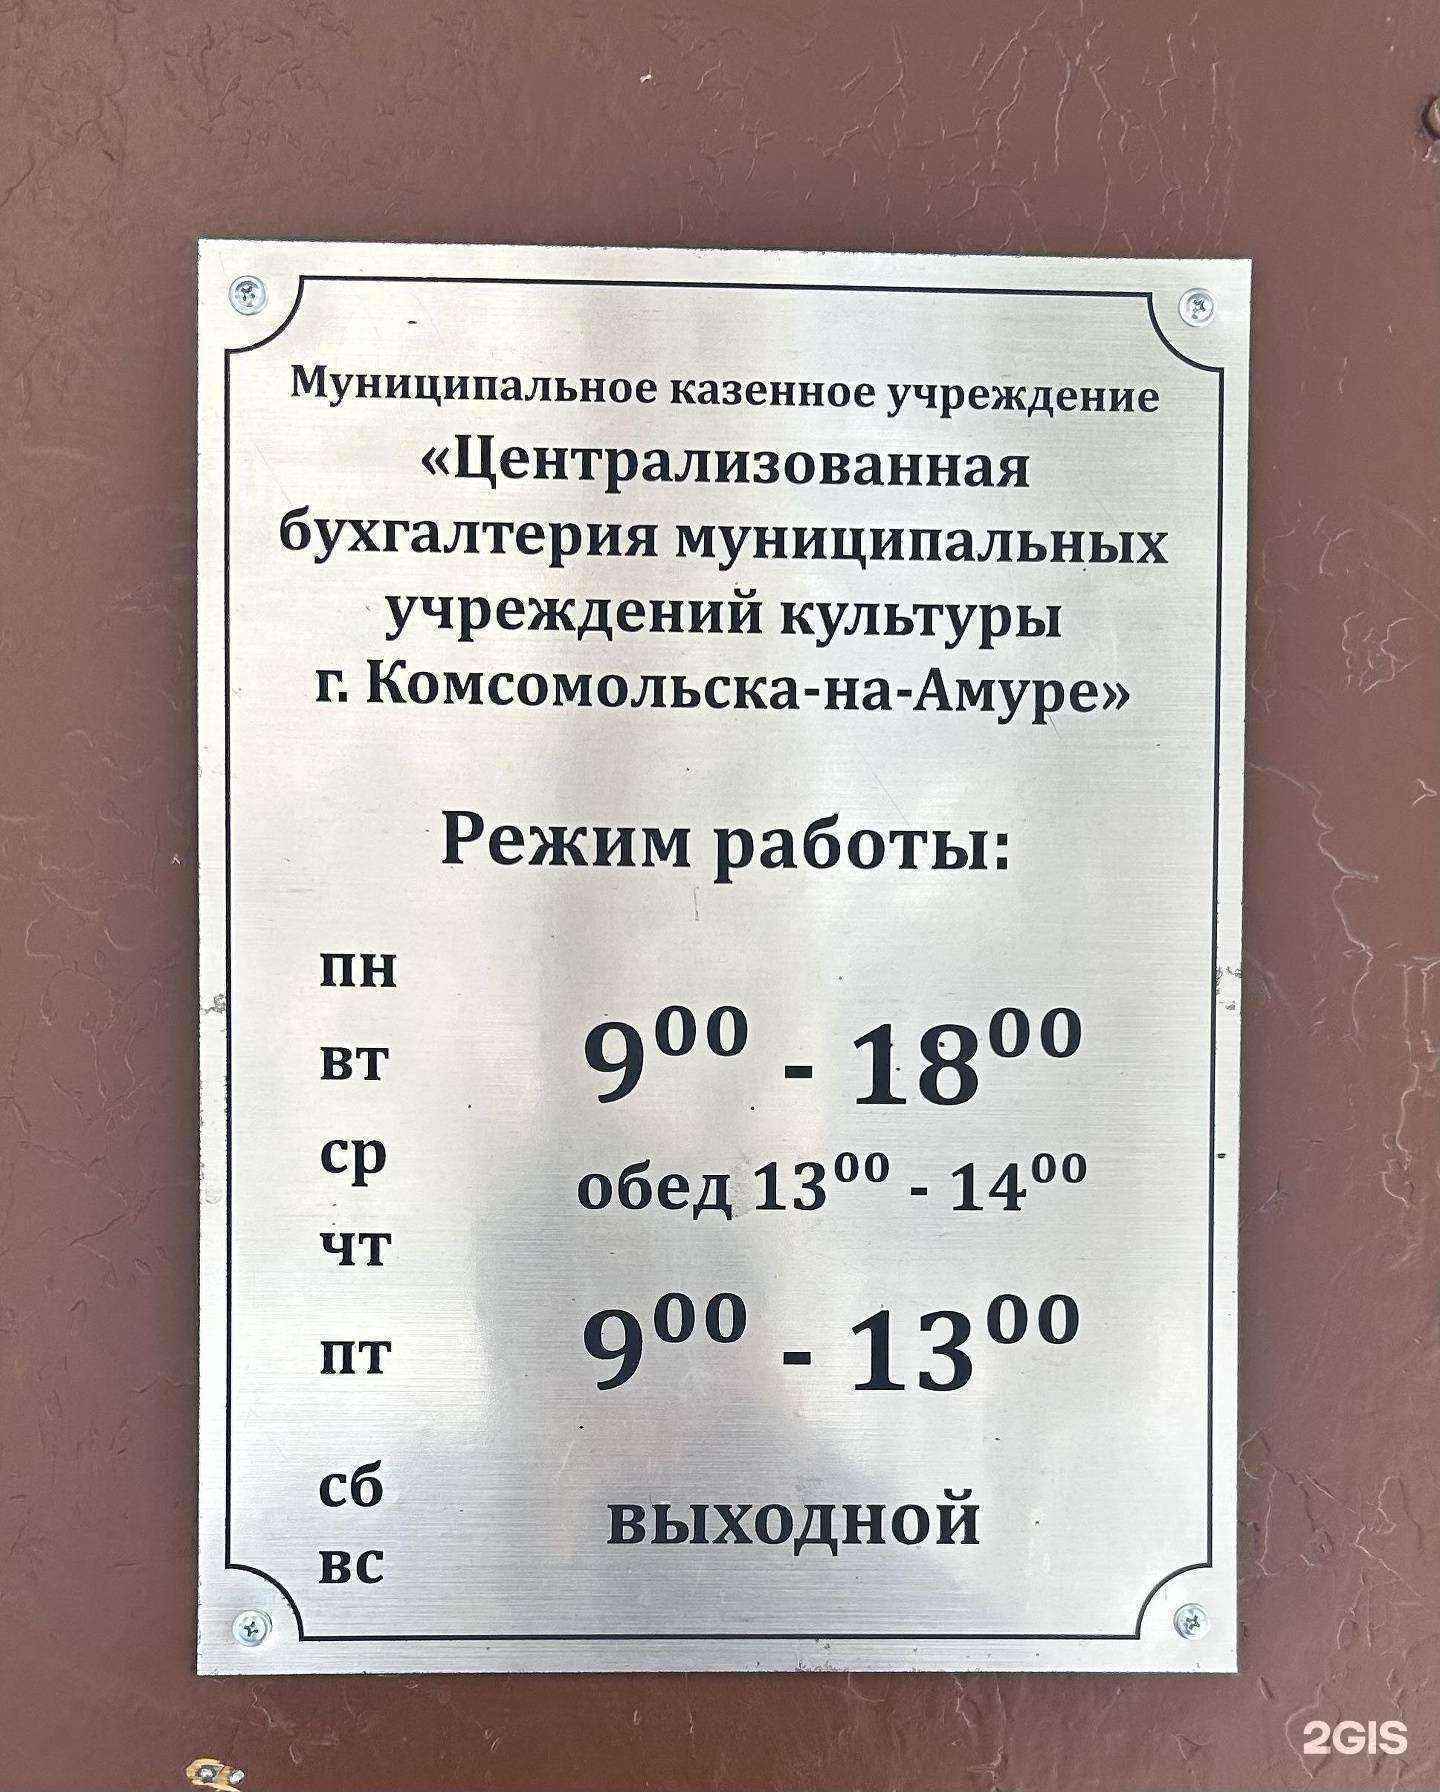 Муниципальное казенное учреждение
«Централизованная
бухгалтерия муниципальных
учреждений культуры
г. Комсомольска-на-Амуре»
Режим работы:
пн
вт
ср
чт
9⁰⁰ - 18⁰⁰
обед 13⁰⁰ - 14⁰⁰
пт 9⁰⁰ - 13⁰⁰
сб
вс
выходной
2GIS